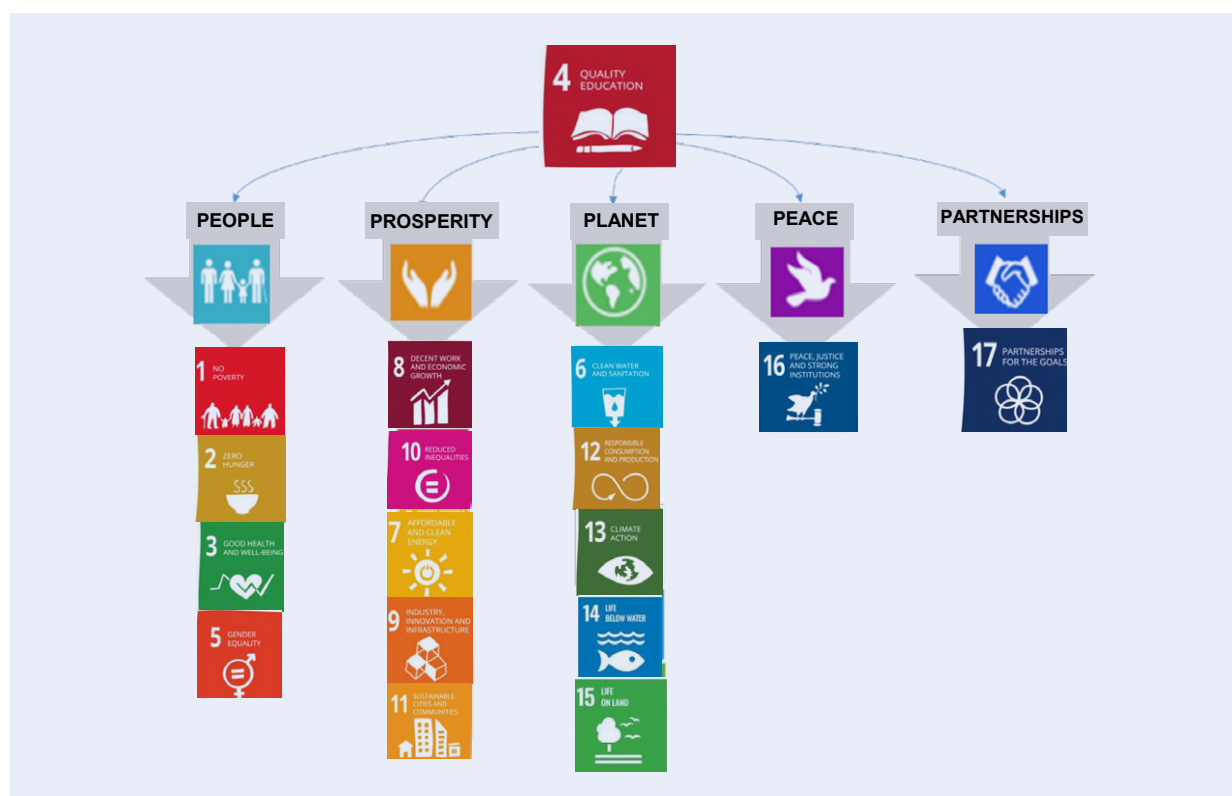 4 QUALITY
EDUCATION
PEOPLE
PROSPERITY
PLANET
PEACE
PARTNERSHIPS
1 NO
POVERTY
2 ZERO
HUNGER
3 GOOD HEALTH
AND WELL-BEING
5 GENDER
EQUALITY
8 DECENT WORK
AND ECONOMIC
GROWTH
10 REDUCED
INEQUALITIES
7 AFFORDABLE
AND CLEAN
ENERGY
9 INDUSTRY,
INNOVATION AND
INFRASTRUCTURE
11 SUSTAINABLE
CITIES AND
COMMUNITIES
6 CLEAN WATER
AND SANITATION
12 RESPONSIBLE
CONSUMPTION
AND PRODUCTION
13 CLIMATE
ACTION
14 LIFE
BELOW WATER
15 LIFE
ON LAND
16 PEACE, JUSTICE
AND STRONG
INSTITUTIONS
17 PARTNERSHIPS
FOR THE GOALS